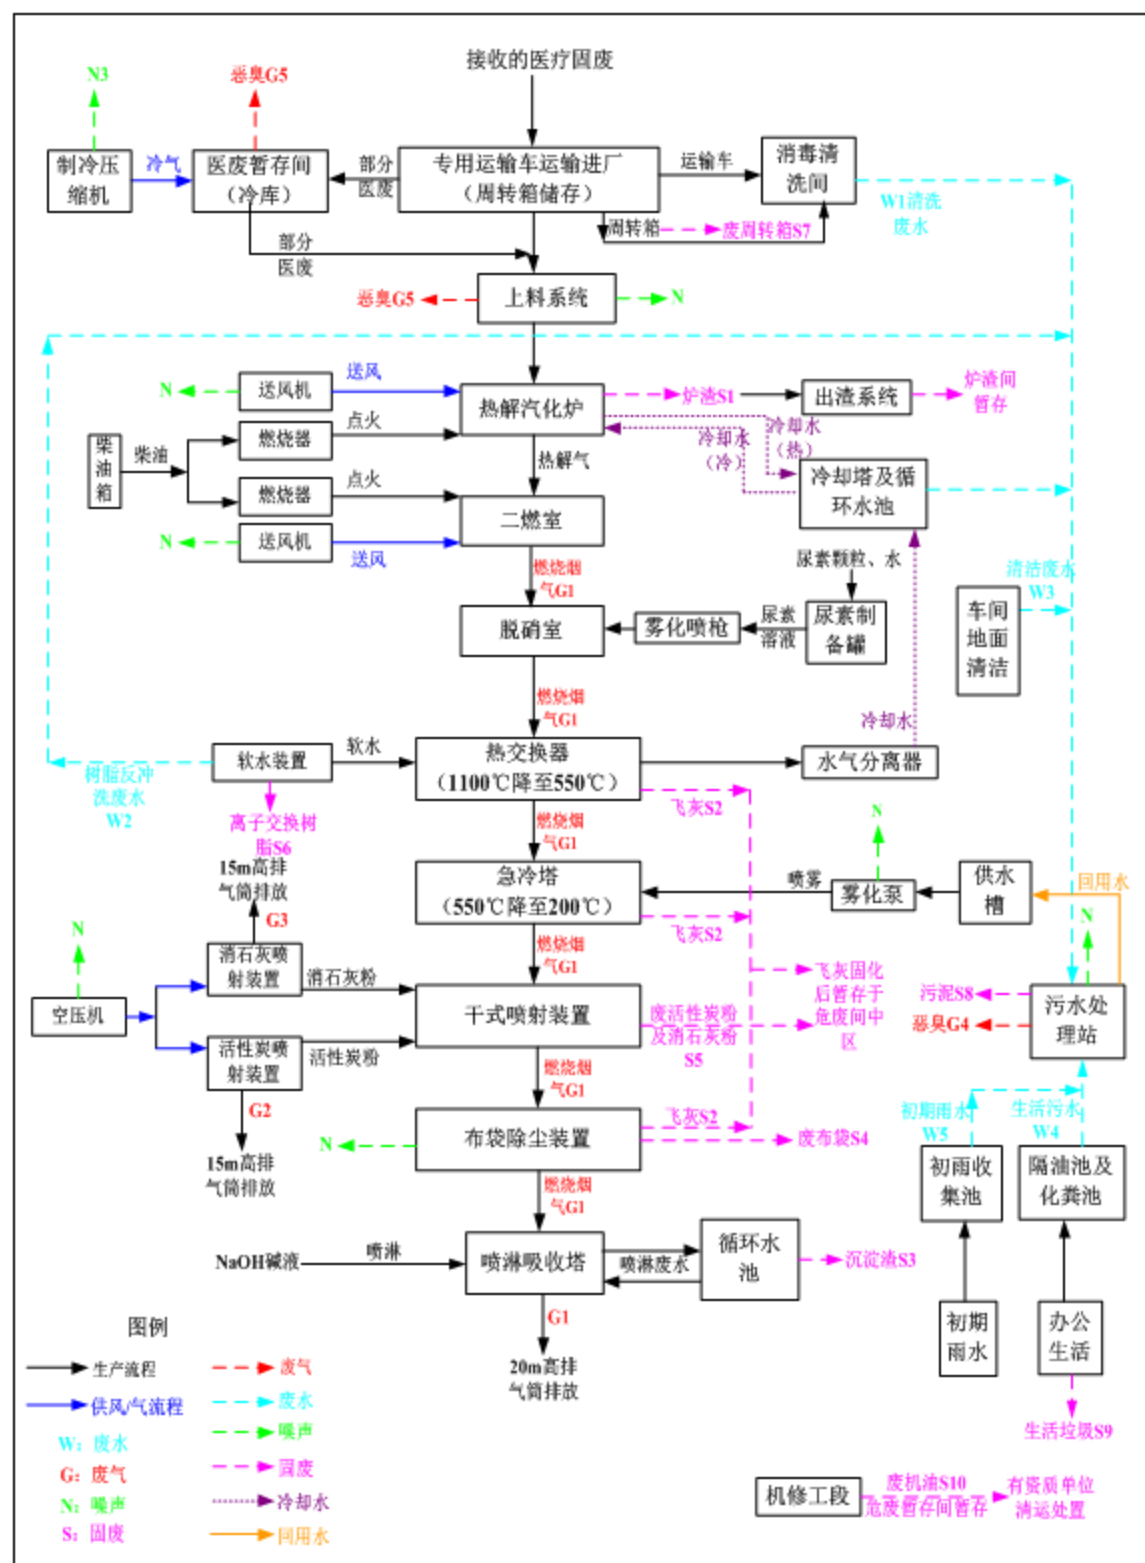 接收的医疗固废
N3
恶臭G5
制冷压
缩机
冷气
医废暂存间
（冷库）
部分
医废
专用运输车运输进厂
（周转箱储存）
运输车
消毒清
洗间
W1清洗
废水
周转箱
废周转箱S7
部分
医废
恶臭G5
上料系统
N
N
送风机
送风
热解汽化炉
炉渣S1
出渣系统
炉渣间
暂存
柴
油
箱
柴油
燃烧器
点火
冷却水
（冷）
冷却水
（热）
热解气
燃烧器
点火
二燃室
冷却塔及循
环水池
N
送风机
送风
燃烧烟
气G1
尿素颗粒、水
清洁废水
W3
脱硝室
雾化喷枪
尿素
溶液
尿素制
备罐
车间
地面
清洁
燃烧烟
气G1
冷却水
软水装置
软水
热交换器
（1100℃降至550℃）
水气分离器
树脂反冲
洗废水
W2
离子交换树
脂S6
飞灰S2
燃烧烟
气G1
N
15m高排
气筒排放
G3
急冷塔
（550℃降至200℃）
喷雾
雾化泵
供水
槽
回用水
飞灰S2
N
燃烧烟
气G1
N
消石灰喷
射装置
消石灰粉
飞灰固化
后暂存于
危废间中
区
空压机
干式喷射装置
废活性炭粉
及消石灰粉
S5
污泥S8
恶臭G4
污水处
理站
活性炭喷
射装置
活性炭粉
G2
燃烧烟
气G1
15m高排
气筒排放
N
布袋除尘装置
飞灰S2
废布袋S4
初期雨水
W5
生活污水
W4
初雨收
集池
隔油池及
化粪池
燃烧烟
气G1
NaOH碱液
喷淋
喷淋吸收塔
喷淋废水
循环水
池
沉淀渣S3
G1
20m高排
气筒排放
初期
雨水
办公
生活
生活垃圾S9
图例
生产流程
废气
供风/气流程
废水
W：废水
噪声
G：废气
固废
N：噪声
冷却水
S：固废
回用水
机修工段
废机油S10
危废暂存间暂存
有资质单位
清运处置